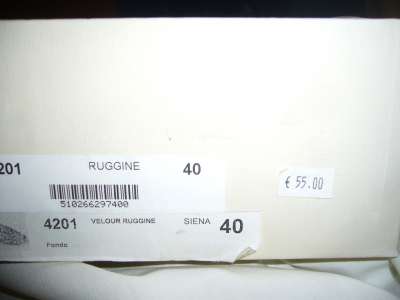 201 RUGGINE 40
510266297400
€ 55.00
4201 VELOUR RUGGINE SIENA 40
Fondo